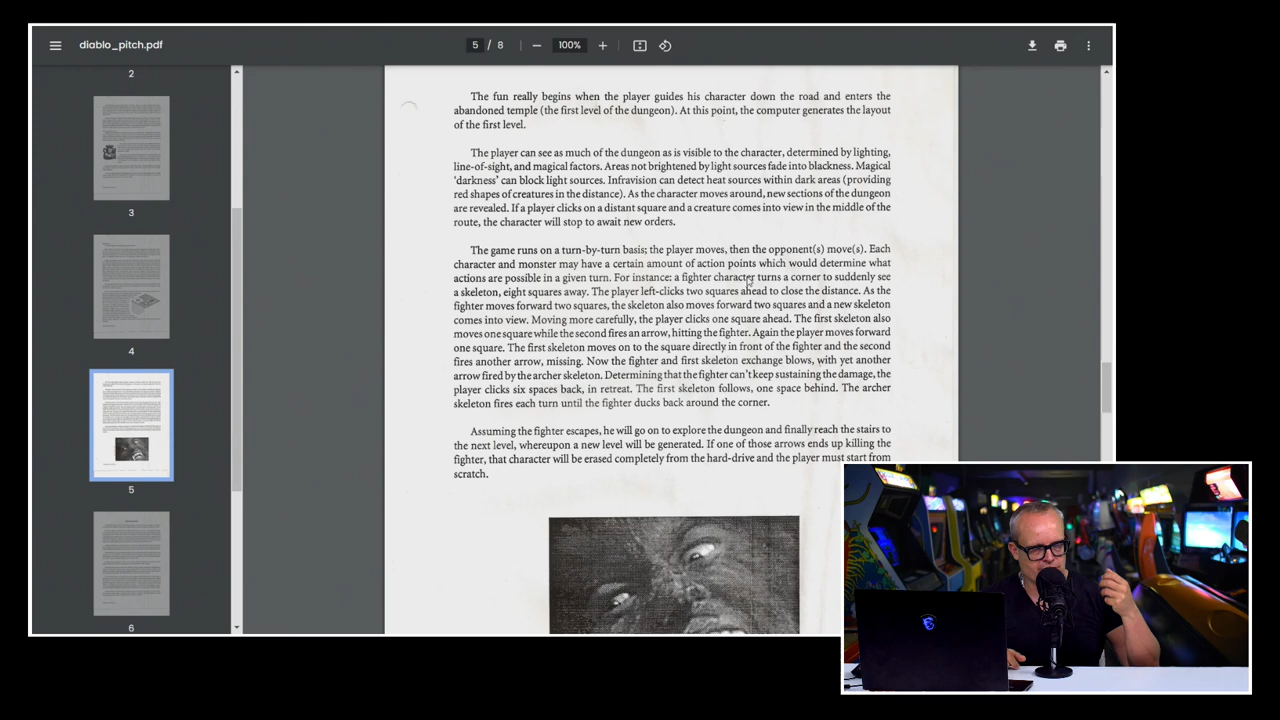 diablo_pitch.pdf
5 / 8
100%
2
3
4
5
6
The fun really begins when the player guides his character down the road and enters the
abandoned temple (the first level of the dungeon). At this point, the computer generates the layout
of the first level.
The player can see as much of the dungeon as is visible to the character, determined by lighting,
line-of-sight, and magical factors. Areas not brightened by light sources fade into blackness. Magical
'darkness' can block light sources. Infravision can detect heat sources within dark areas (providing
red shapes of creatures in the distance). As the character moves around, new sections of the dungeon
are revealed. If a player clicks on a distant square and a creature comes into view in the middle of the
route, the character will stop to await new orders.
The game runs on a turn-by-turn basis; the player moves, then the opponent(s) move(s). Each
character and monster may have a certain amount of action points which would determine what
actions are possible in a given turn. For instance: a fighter character turns a corner to suddenly see
a skeleton, eight squares away. The player left-clicks two squares ahead to close the distance. As the
fighter moves forward two squares, the skeleton also moves forward two squares and a new skeleton
comes into view. Moving more carefully, the player clicks one square ahead. The first skeleton also
moves one square while the second fires an arrow, hitting the fighter. Again the player moves forward
one square. The first skeleton moves on to the square directly in front of the fighter and the second
fires another arrow, missing. Now the fighter and first skeleton exchange blows, with yet another
arrow fired by the archer skeleton. Determining that the fighter can't keep sustaining the damage, the
player clicks six spaces back, in retreat. The first skeleton follows, one space behind. The archer
skeleton fires each turn until the fighter ducks back around the corner.
Assuming the fighter escapes, he will go on to explore the dungeon and finally reach the stairs to
the next level, whereupon a new level will be generated. If one of those arrows ends up killing the
fighter, that character will be erased completely from the hard-drive and the player must start from
scratch.